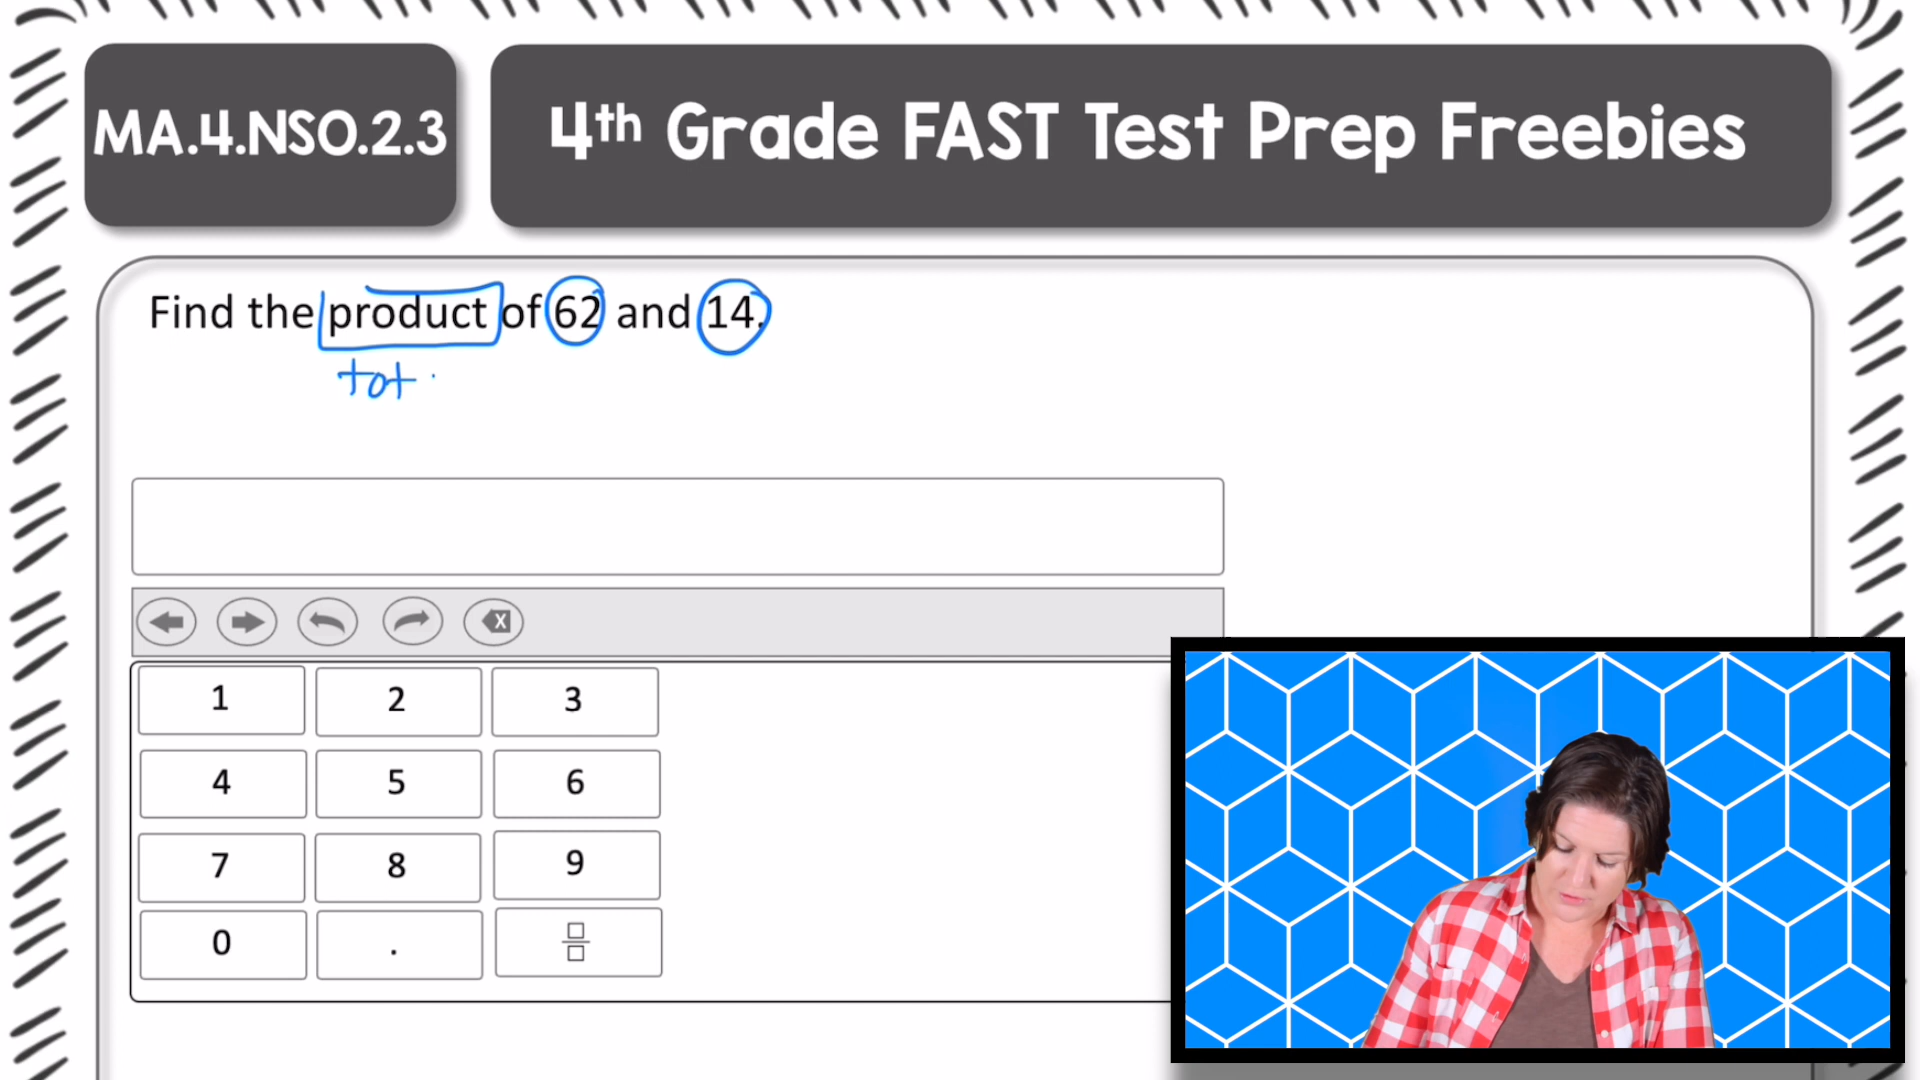 MA.4.NSO.2.3
4th Grade FAST Test Prep Freebies
Find the product of 62 and 14.
tot
X
1 2 3
4 5 6
7 8 9
0 .